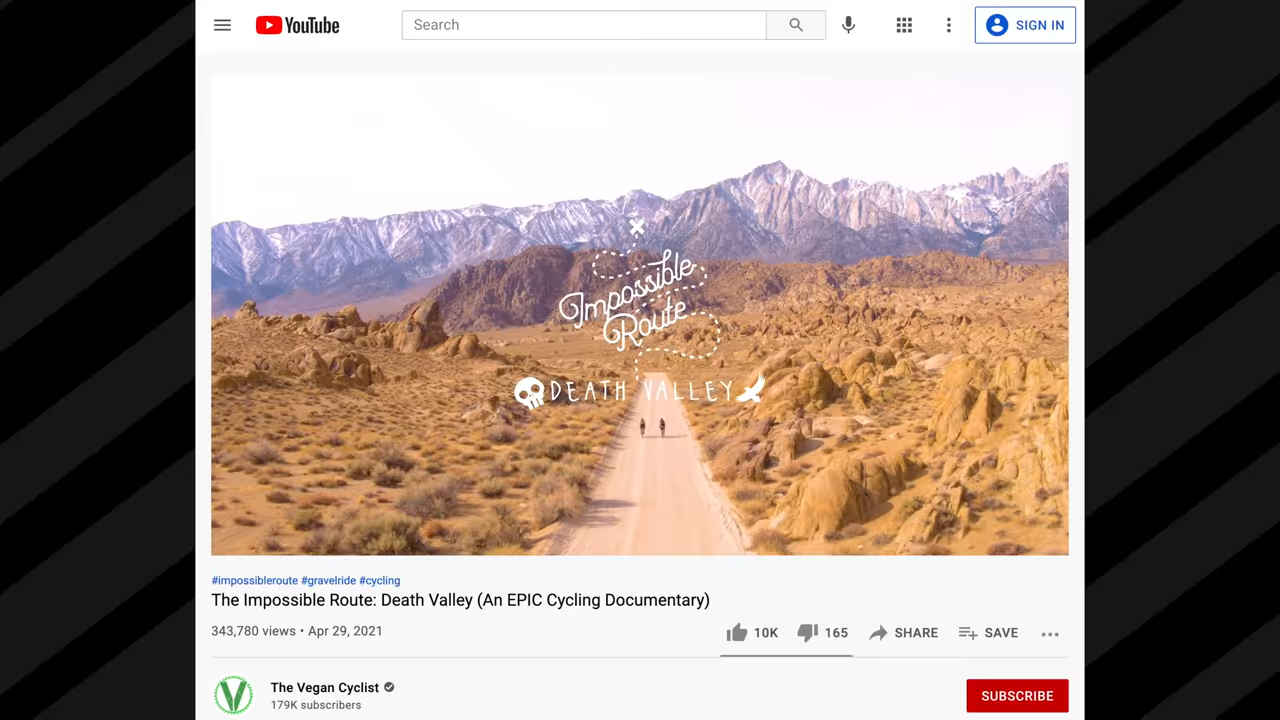 YouTube
Search
SIGN IN
Impossible
Route
DEATH VALLEY
#impossibleroute #gravelride #cycling
The Impossible Route: Death Valley (An EPIC Cycling Documentary)
343,780 views • Apr 29, 2021
10K
165
SHARE
SAVE
The Vegan Cyclist
179K subscribers
SUBSCRIBE